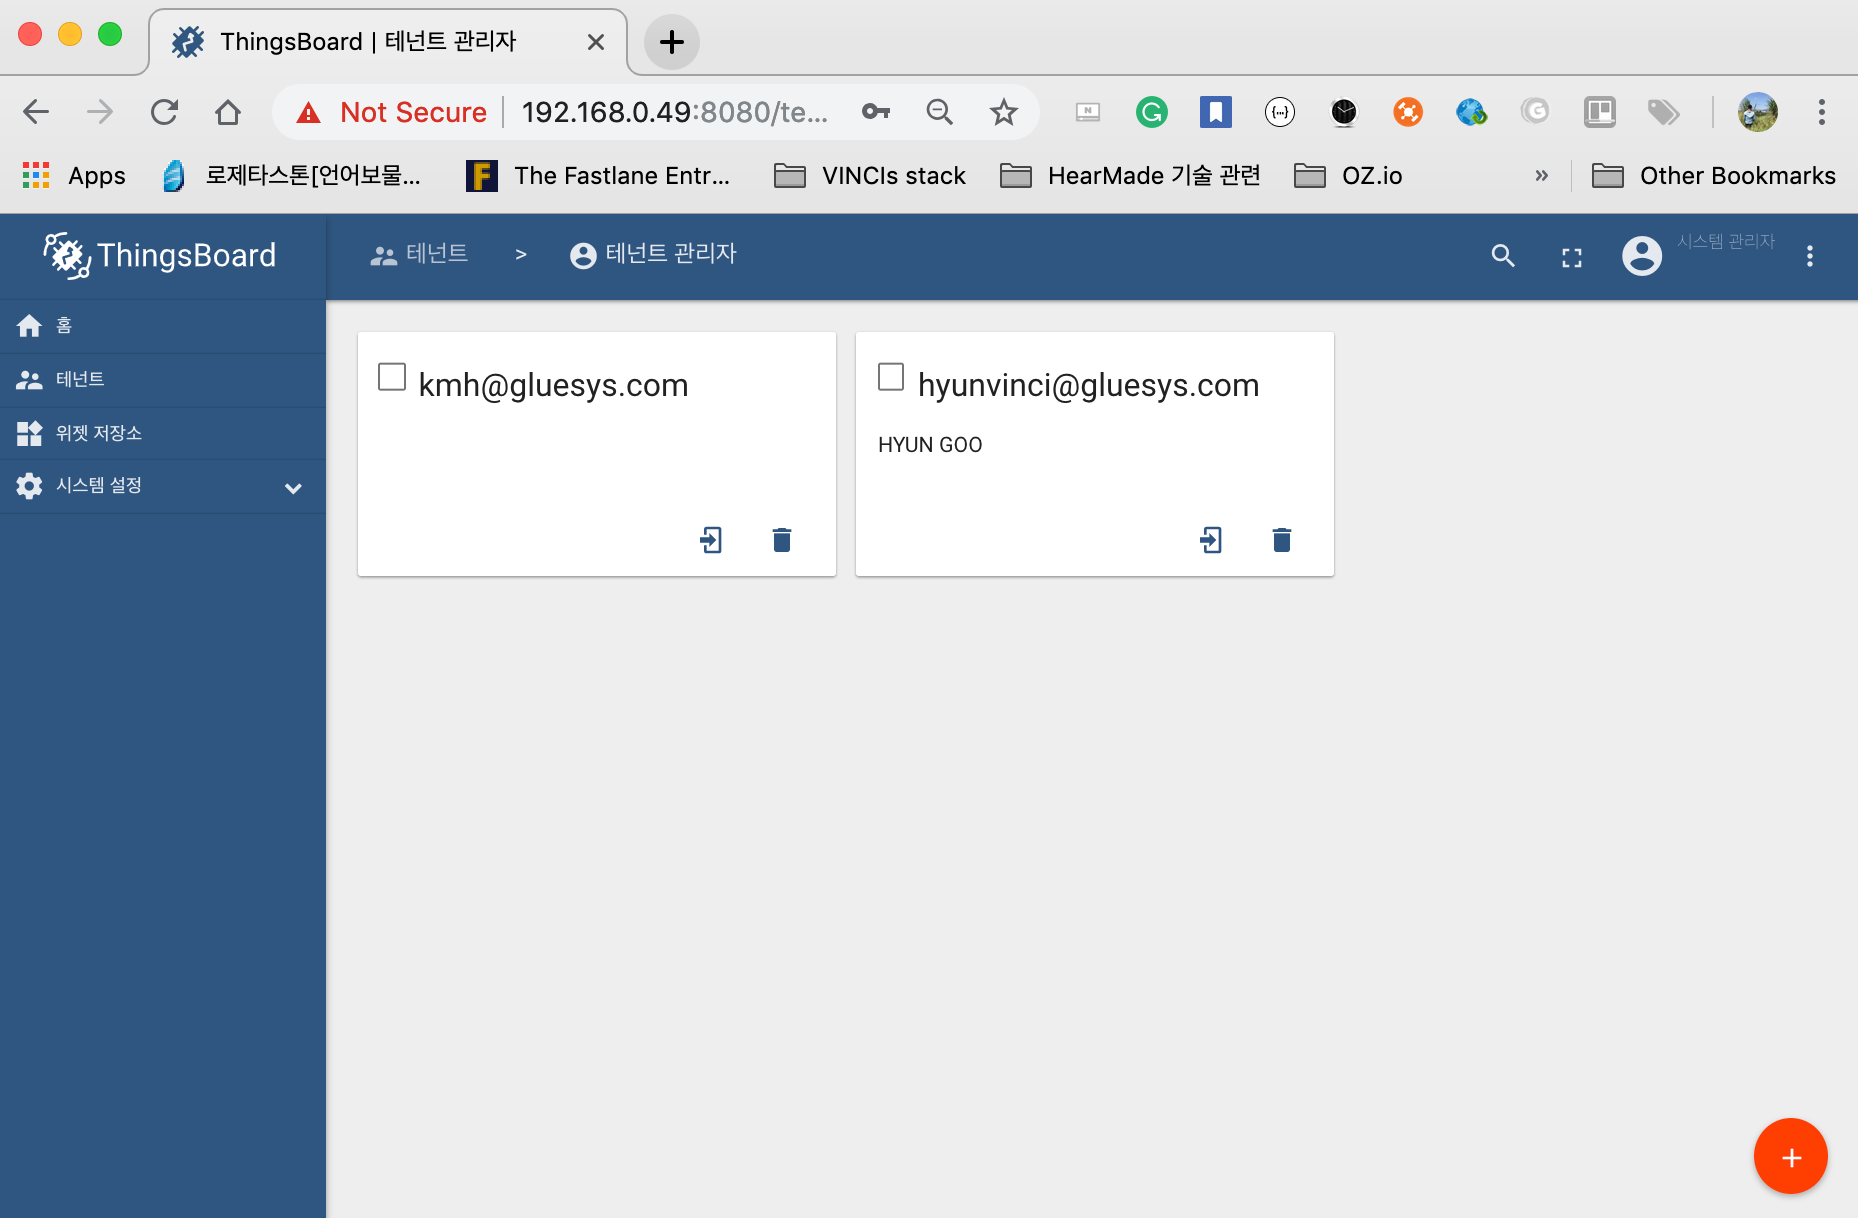 ThingsBoard | 테넌트 관리자
Not Secure 192.168.0.49:8080/te...
Apps 로제타스톤[언어보물... The Fastlane Entr... VINCIs stack HearMade 기술 관련 OZ.io » Other Bookmarks
ThingsBoard 테넌트 > 테넌트 관리자 시스템 관리자
홈
테넌트
위젯 저장소
시스템 설정
kmh@gluesys.com
hyunvinci@gluesys.com
HYUN GOO